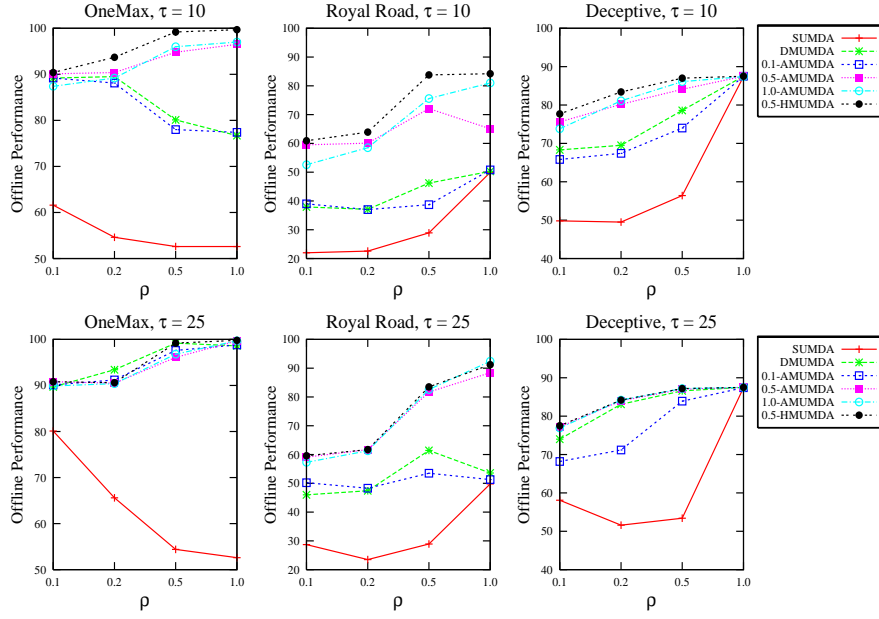 OneMax, τ = 10
Offline Performance
100
90
80
70
60
50
0.1 0.2 0.5 1.0
ρ
Royal Road, τ = 10
Offline Performance
100
90
80
70
60
50
40
30
20
0.1 0.2 0.5 1.0
ρ
Deceptive, τ = 10
Offline Performance
100
90
80
70
60
50
40
0.1 0.2 0.5 1.0
ρ
SUMDA
DMUMDA
0.1-AMUMDA
0.5-AMUMDA
1.0-AMUMDA
0.5-HMUMDA
OneMax, τ = 25
Offline Performance
100
90
80
70
60
50
0.1 0.2 0.5 1.0
ρ
Royal Road, τ = 25
Offline Performance
100
90
80
70
60
50
40
30
20
0.1 0.2 0.5 1.0
ρ
Deceptive, τ = 25
Offline Performance
100
90
80
70
60
50
40
0.1 0.2 0.5 1.0
ρ
SUMDA
DMUMDA
0.1-AMUMDA
0.5-AMUMDA
1.0-AMUMDA
0.5-HMUMDA